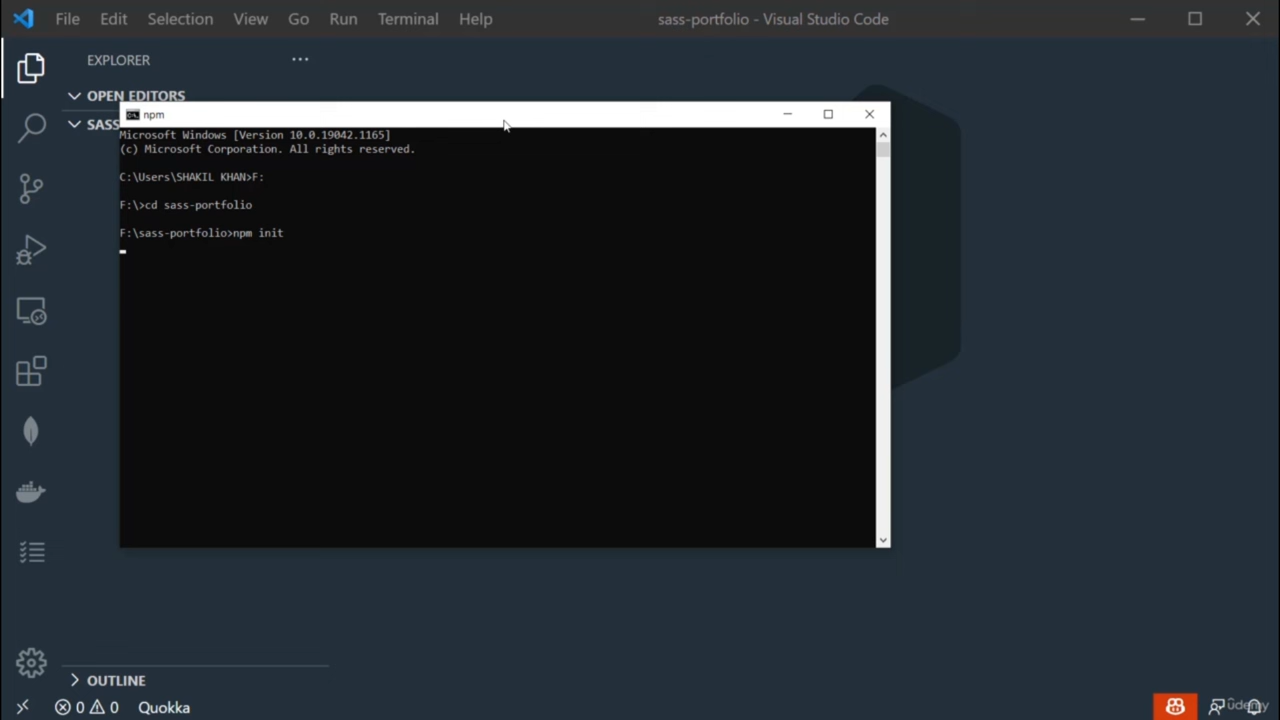 File Edit Selection View Go Run Terminal Help
sass-portfolio - Visual Studio Code
EXPLORER
OPEN EDITORS
SASS
npm
Microsoft Windows [Version 10.0.19042.1165]
(c) Microsoft Corporation. All rights reserved.
C:\Users\SHAKIL KHAN>F:
F:\>cd sass-portfolio
F:\sass-portfolio>npm init
OUTLINE
0 0 Quokka
ûdemy